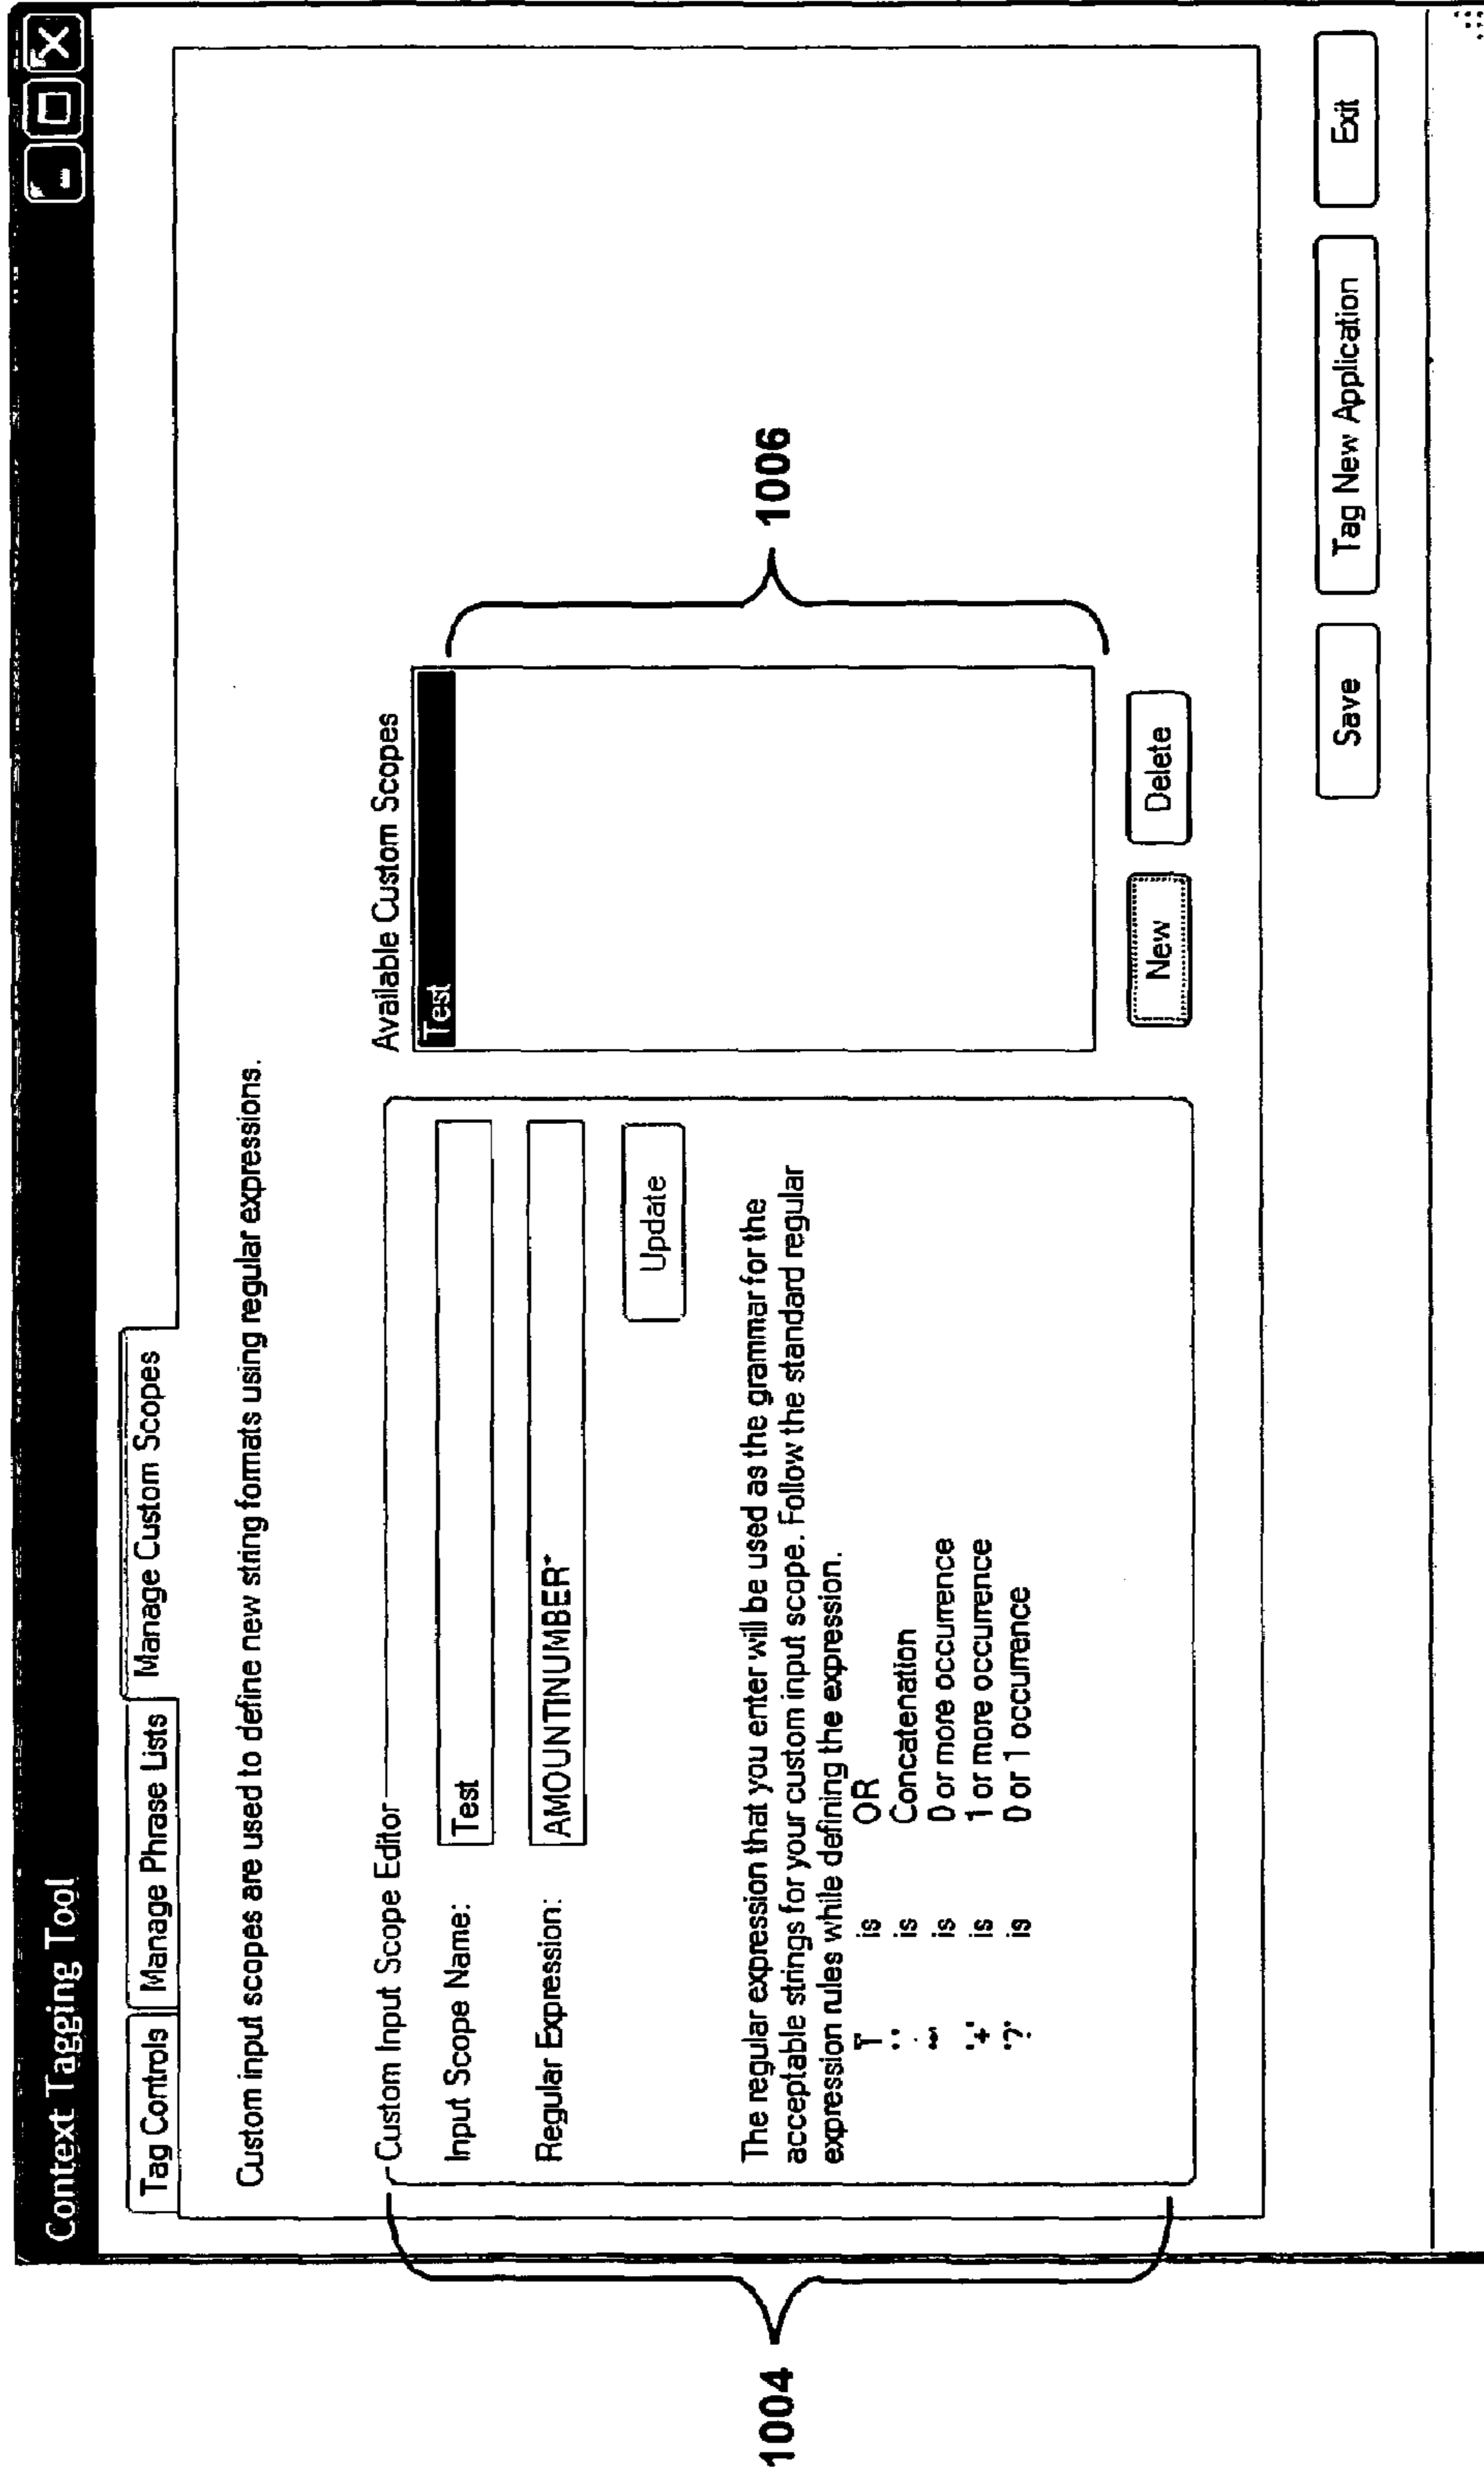 Context Tagging Tool
Tag Controls
Manage Phrase Lists
Manage Custom Scopes
Custom input scopes are used to define new string formats using regular expressions.
Custom Input Scope Editor
Input Scope Name:
Test
Regular Expression:
AMOUNTINUMBER*
Update
The regular expression that you enter will be used as the grammar for the
acceptable strings for your custom input scope. Follow the standard regular
expression rules while defining the expression.
is OR
is Concatenation
is 0 or more occurrence
'+' is 1 or more occurrence
'?' is 0 or 1 occurrence
1004
Available Custom Scopes
Test
New
Delete
1006
Save
Tag New Application
Exit